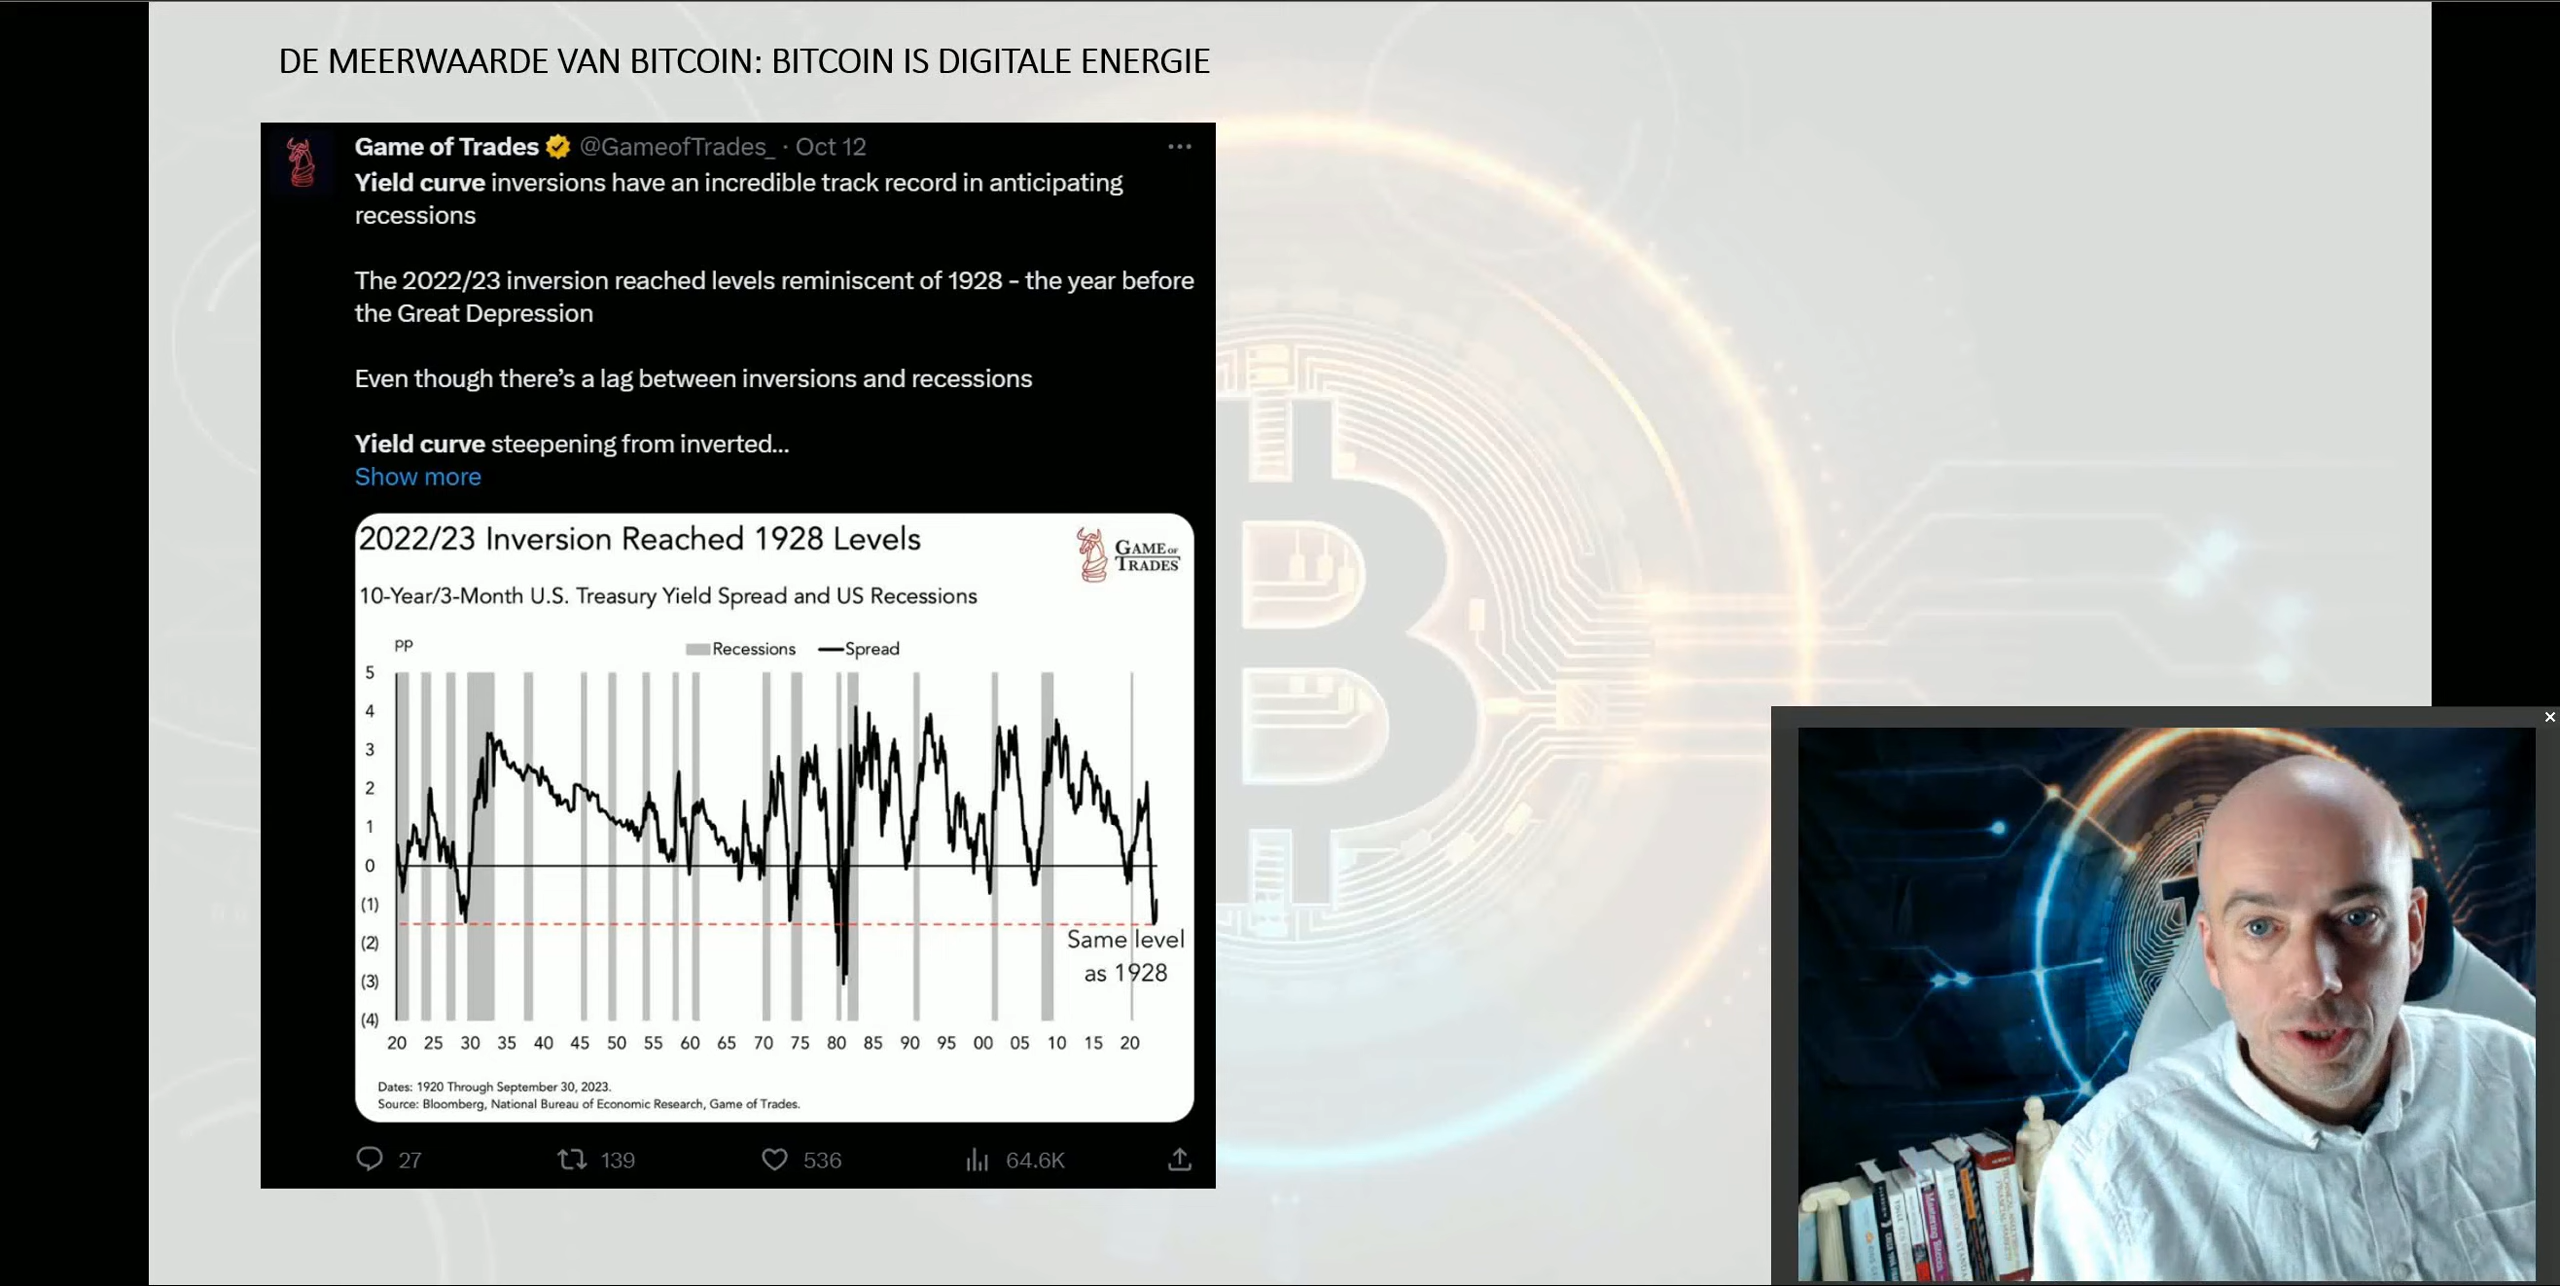 DE MEERWAARDE VAN BITCOIN: BITCOIN IS DIGITALE ENERGIE
Game of Trades @GameofTrades_ · Oct 12
Yield curve inversions have an incredible track record in anticipating
recessions
The 2022/23 inversion reached levels reminiscent of 1928 - the year before
the Great Depression
Even though there's a lag between inversions and recessions
Yield curve steepening from inverted...
Show more
2022/23 Inversion Reached 1928 Levels
GAME OF
TRADES
10-Year/3-Month U.S. Treasury Yield Spread and US Recessions
PP
Recessions Spread
5
4
3
2
1
0
(1)
(2)
(3)
(4)
Same level
as 1928
20 25 30 35 40 45 50 55 60 65 70 75 80 85 90 95 00 05 10 15 20
Dates: 1920 Through September 30, 2023.
Source: Bloomberg, National Bureau of Economic Research, Game of Trades.
27 139 536 64.6K